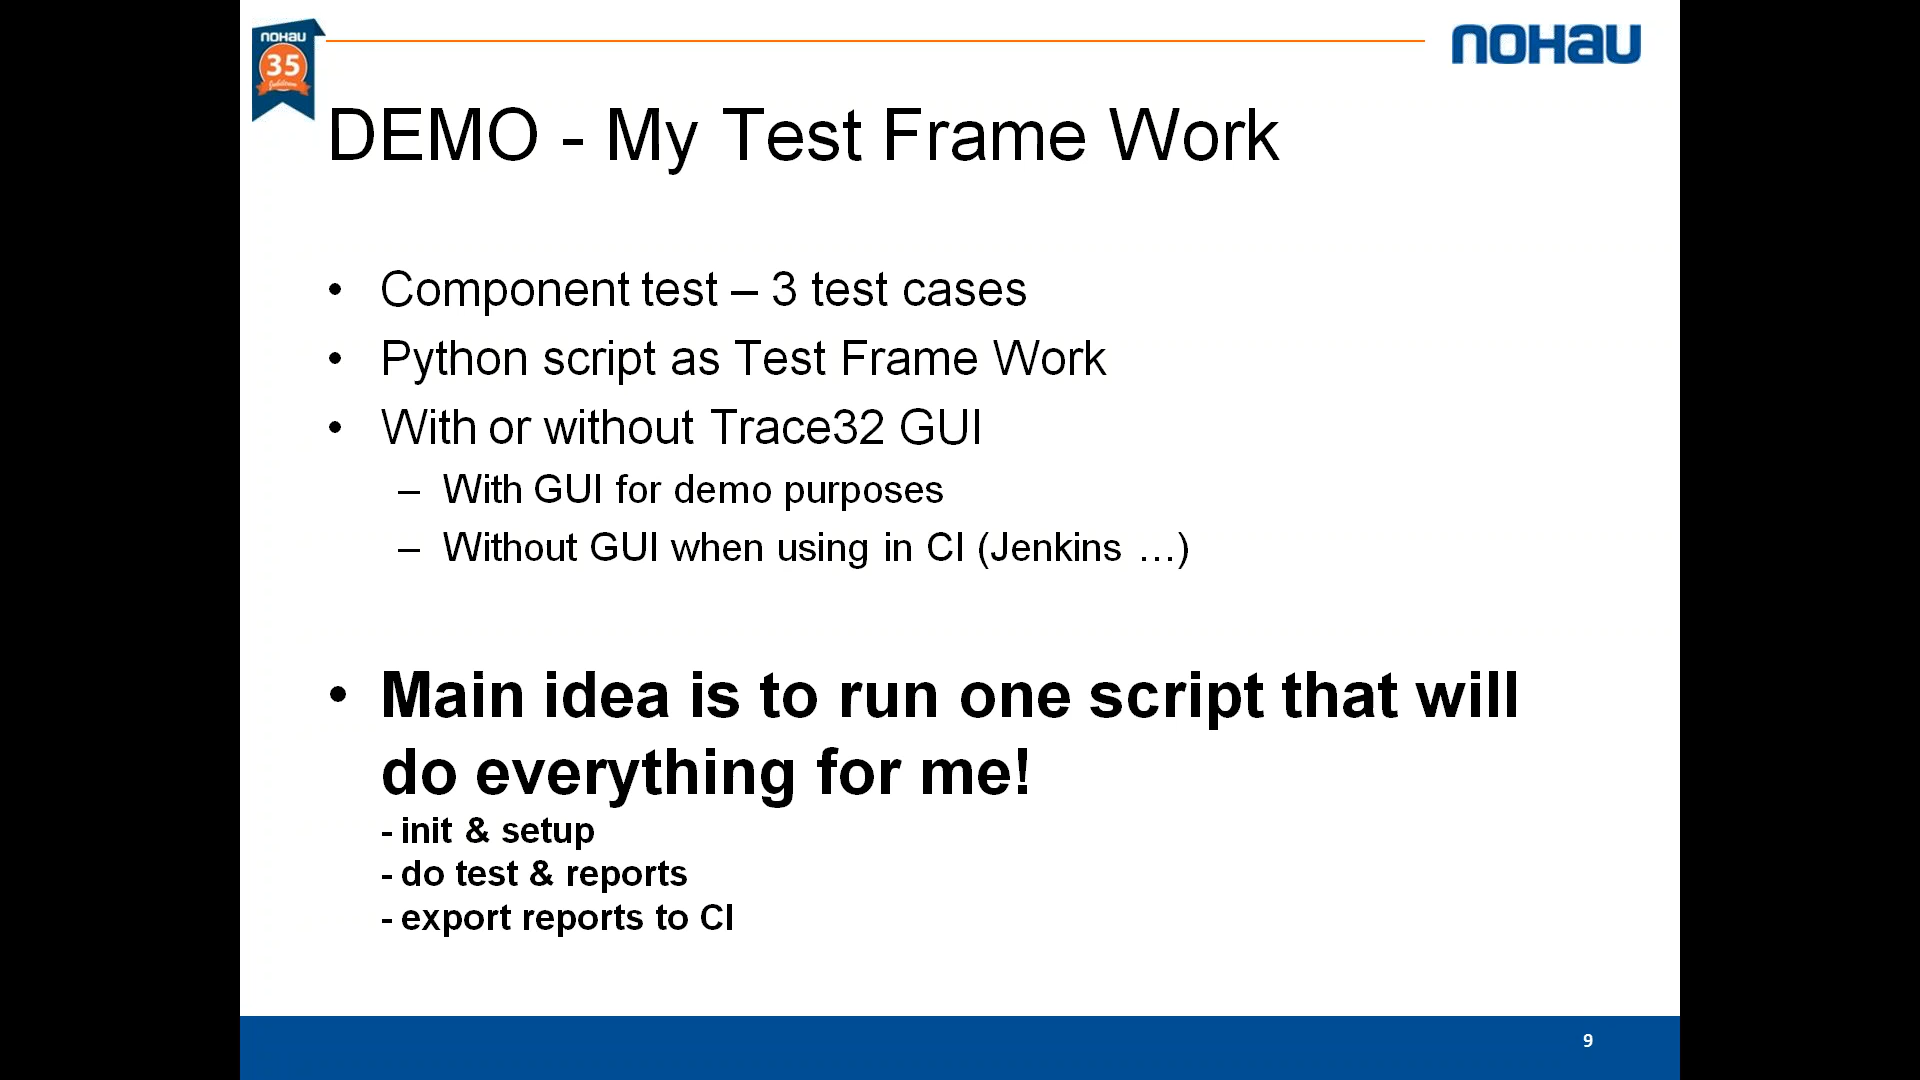 nohau
35
nohau
DEMO - My Test Frame Work
• Component test – 3 test cases
• Python script as Test Frame Work
• With or without Trace32 GUI
– With GUI for demo purposes
– Without GUI when using in CI (Jenkins …)
• Main idea is to run one script that will
do everything for me!
- init & setup
- do test & reports
- export reports to CI
9